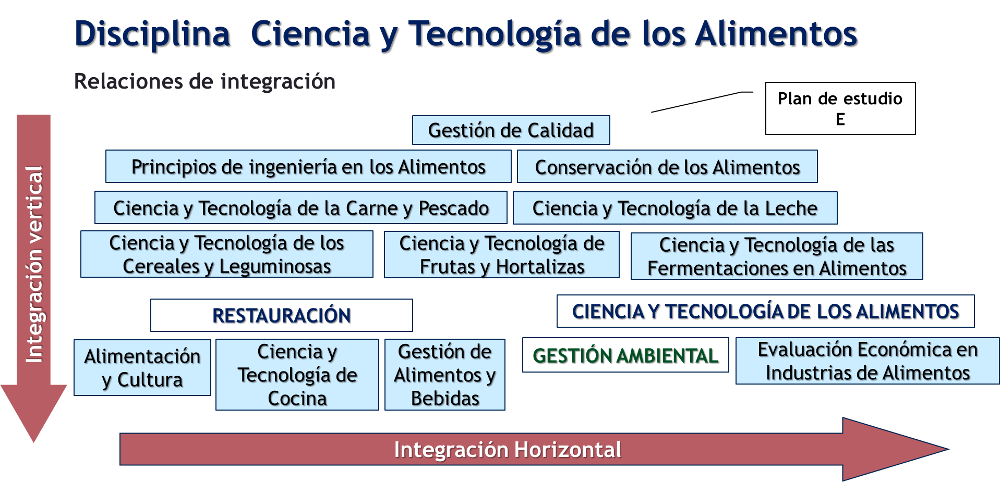 Disciplina  Ciencia y Tecnología de los Alimentos
Relaciones de integración
Plan de estudio
E
Gestión de Calidad
Principios de ingeniería en los Alimentos
Conservación de los Alimentos
Ciencia y Tecnología de la Carne y Pescado
Ciencia y Tecnología de la Leche
Ciencia y Tecnología de los
Cereales y Leguminosas
Ciencia y Tecnología de
Frutas y Hortalizas
Ciencia y Tecnología de las
Fermentaciones en Alimentos
Integración vertical
RESTAURACIÓN
CIENCIA Y TECNOLOGÍA DE LOS ALIMENTOS
Alimentación
y Cultura
Ciencia y
Tecnología de
Cocina
Gestión de
Alimentos y
Bebidas
GESTIÓN AMBIENTAL
Evaluación Económica en
Industrias de Alimentos
Integración Horizontal